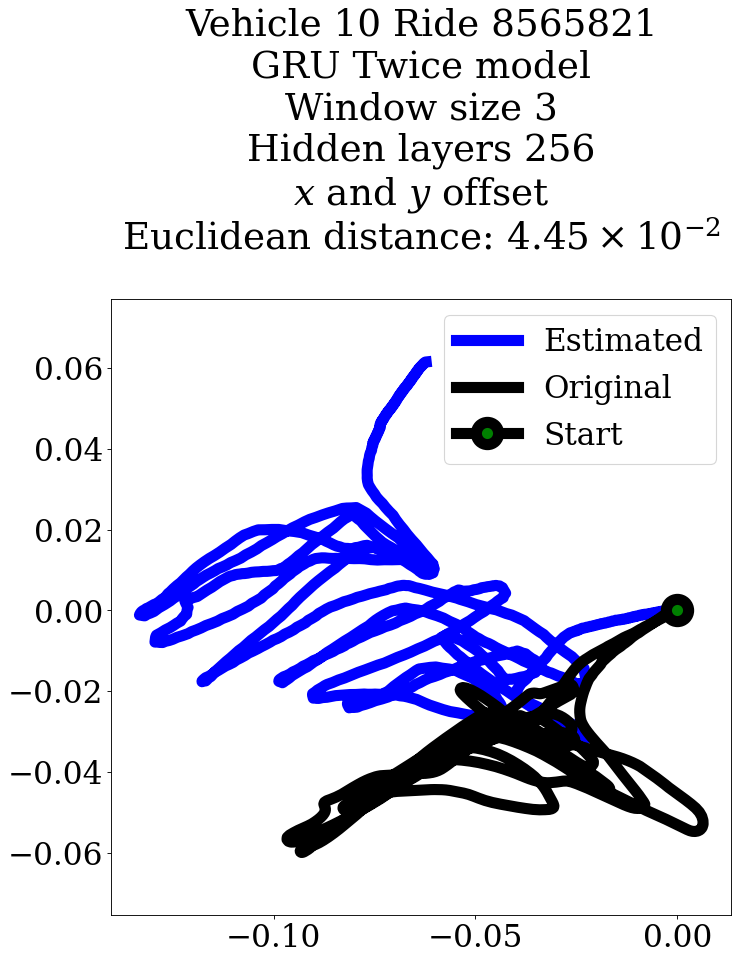 Vehicle 10 Ride 8565821
GRU Twice model
Window size 3
Hidden layers 256
x and y offset
Euclidean distance: 4.45 × 10⁻²
Estimated
Original
Start
0.06
0.04
0.02
0.00
−0.02
−0.04
−0.06
−0.10
−0.05
0.00